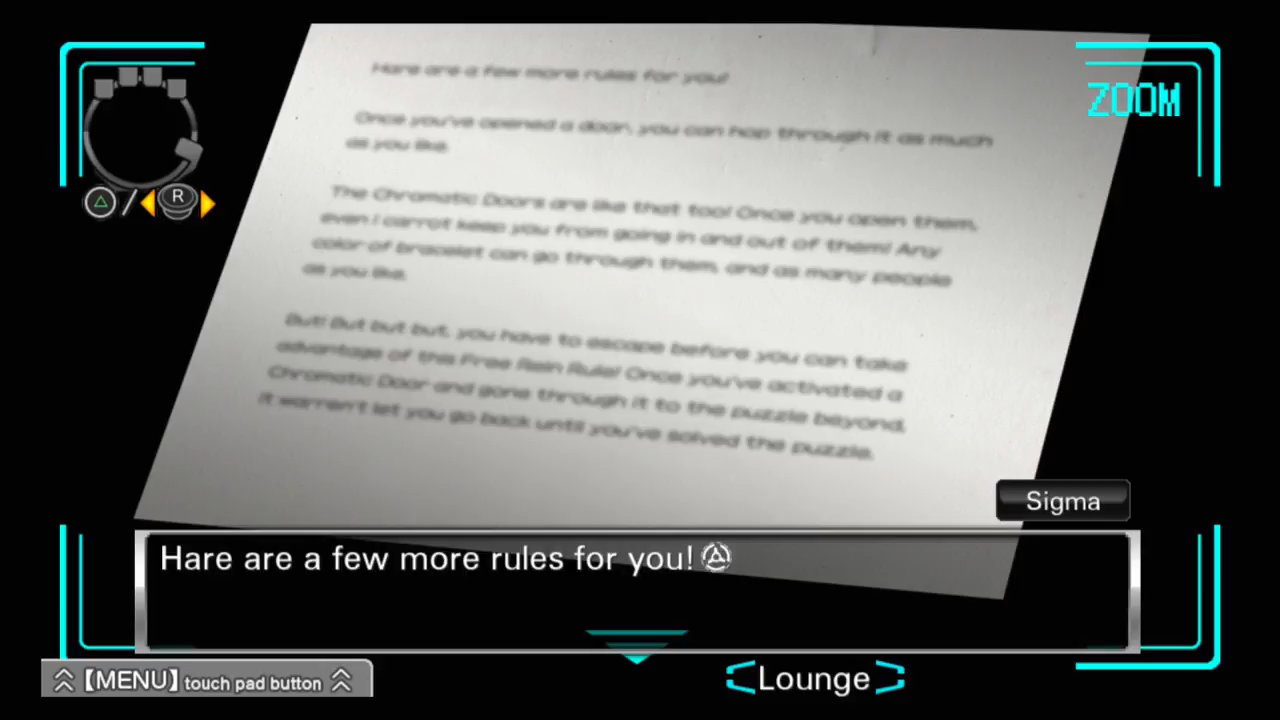 ZOOM
R
Hare are a few more rules for you!
Once you've opened a door, you can hop through it as much
as you like.
The Chromatic Doors are like that too! Once you open them,
even I carrot keep you from going in and out of them! Any
color of bracelet can go through them, and as many people
as you like.
But! But but but, you have to escape before you can take
advantage of this Free Rein Rule! Once you've activated a
Chromatic Door and gone through it to the puzzle beyond,
it warren't let you go back until you've solved the puzzle.
Sigma
Hare are a few more rules for you!
【MENU】 touch pad button
Lounge